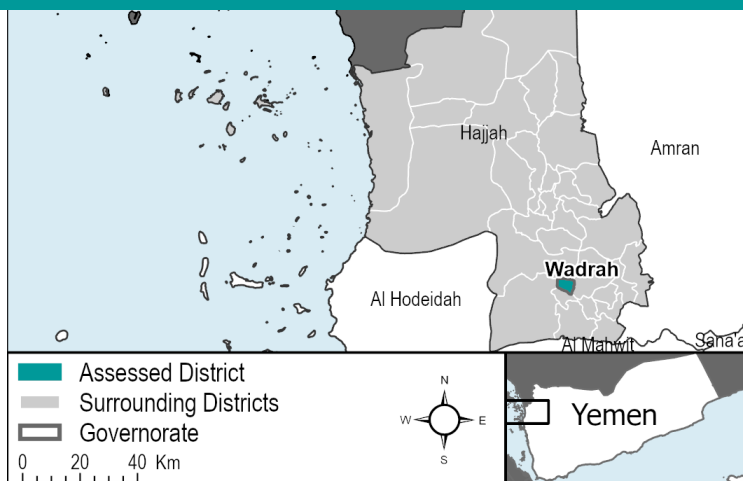 Hajjah
Amran
Wadrah
Al Hodeidah
Al Mahwit
Sana'a
Assessed District
Surrounding Districts
Governorate
0 20 40 Km
N
W E
S
Yemen